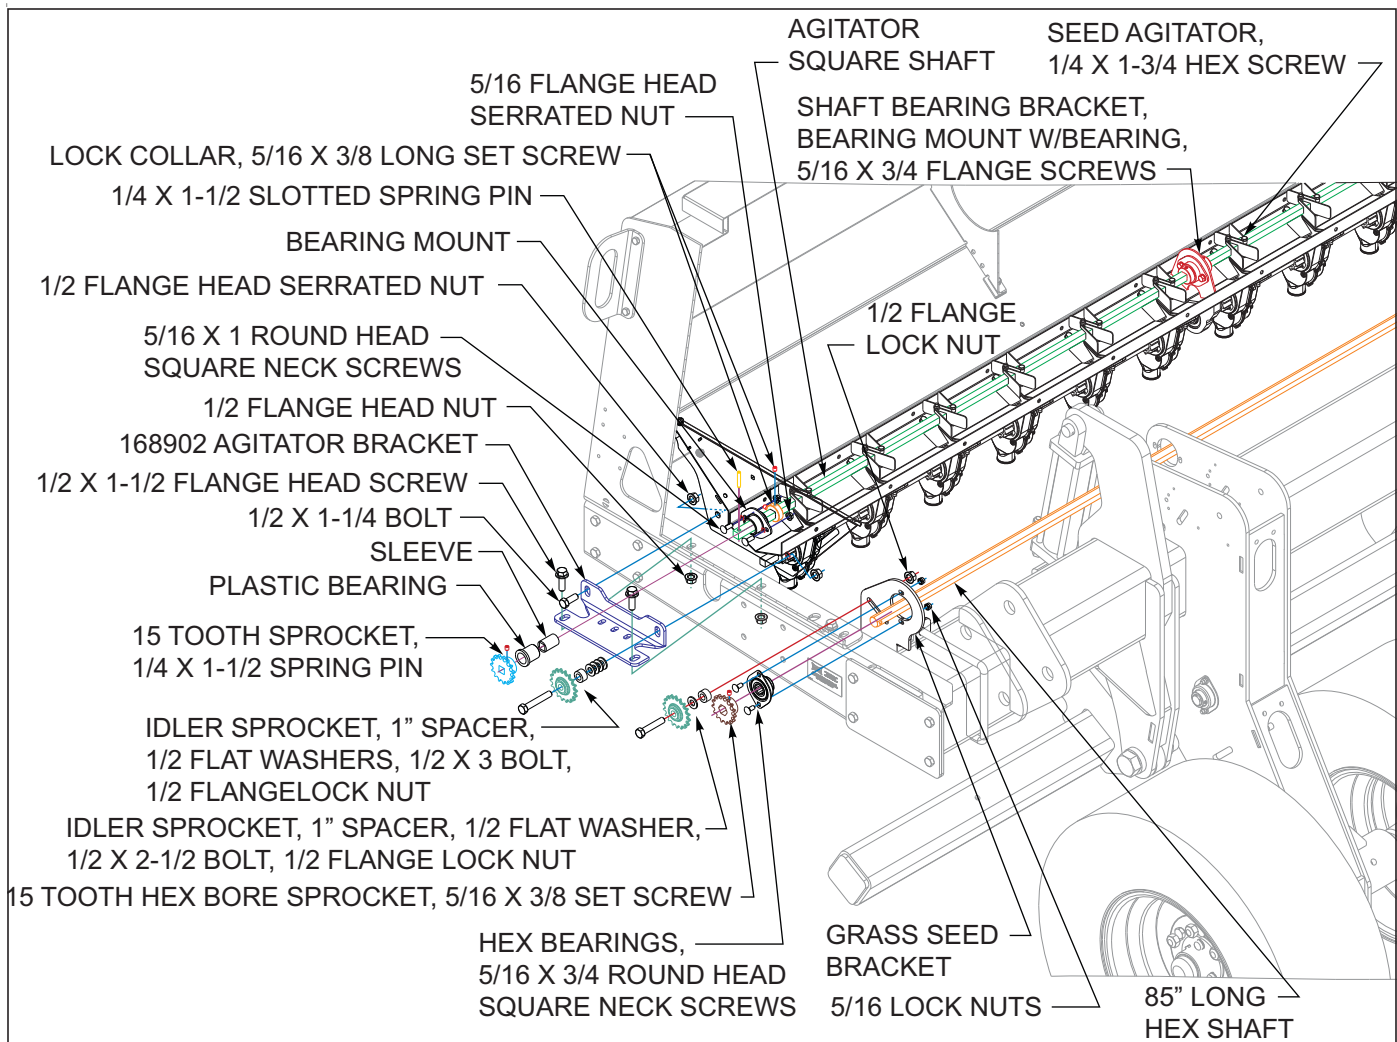 AGITATOR
SQUARE SHAFT
SEED AGITATOR,
1/4 X 1-3/4 HEX SCREW
5/16 FLANGE HEAD
SERRATED NUT
SHAFT BEARING BRACKET,
BEARING MOUNT W/BEARING,
5/16 X 3/4 FLANGE SCREWS
LOCK COLLAR, 5/16 X 3/8 LONG SET SCREW
1/4 X 1-1/2 SLOTTED SPRING PIN
BEARING MOUNT
1/2 FLANGE HEAD SERRATED NUT
1/2 FLANGE
LOCK NUT
5/16 X 1 ROUND HEAD
SQUARE NECK SCREWS
1/2 FLANGE HEAD NUT
168902 AGITATOR BRACKET
1/2 X 1-1/2 FLANGE HEAD SCREW
1/2 X 1-1/4 BOLT
SLEEVE
PLASTIC BEARING
15 TOOTH SPROCKET,
1/4 X 1-1/2 SPRING PIN
IDLER SPROCKET, 1” SPACER,
1/2 FLAT WASHERS, 1/2 X 3 BOLT,
1/2 FLANGELOCK NUT
IDLER SPROCKET, 1” SPACER, 1/2 FLAT WASHER,
1/2 X 2-1/2 BOLT, 1/2 FLANGE LOCK NUT
15 TOOTH HEX BORE SPROCKET, 5/16 X 3/8 SET SCREW
HEX BEARINGS,
5/16 X 3/4 ROUND HEAD
SQUARE NECK SCREWS
GRASS SEED
BRACKET
5/16 LOCK NUTS
85” LONG
HEX SHAFT